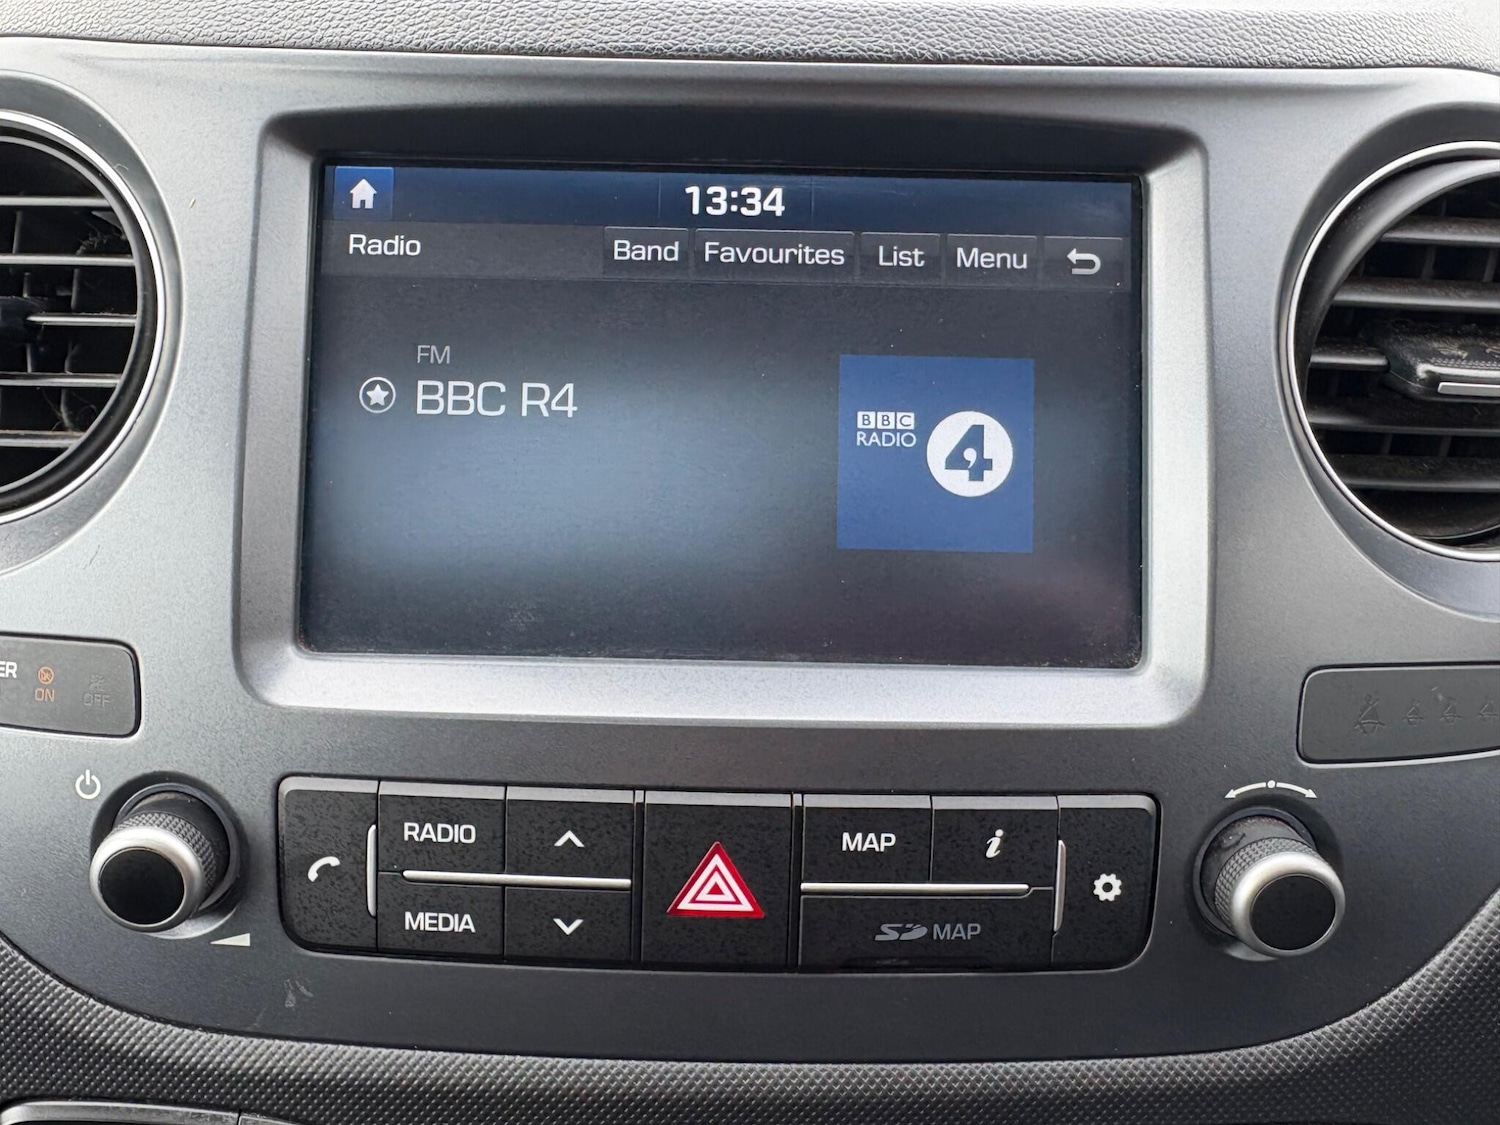 13:34
Radio Band Favourites List Menu
FM
BBC R4
BBC
RADIO
4
ON
OFF
RADIO
MAP
i
MEDIA
SD MAP